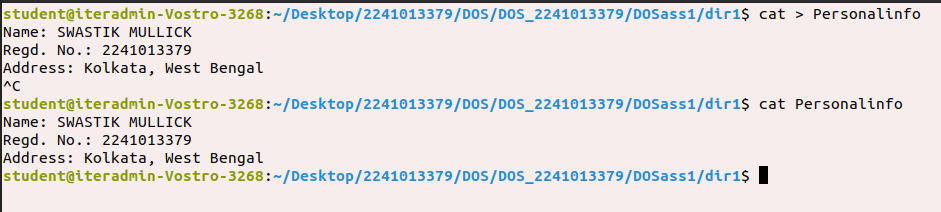 student@iteradmin-Vostro-3268:~/Desktop/2241013379/DOS/DOS_2241013379/DOSass1/dir1$ cat > Personalinfo
Name: SWASTIK MULLICK
Regd. No.: 2241013379
Address: Kolkata, West Bengal
^C
student@iteradmin-Vostro-3268:~/Desktop/2241013379/DOS/DOS_2241013379/DOSass1/dir1$ cat Personalinfo
Name: SWASTIK MULLICK
Regd. No.: 2241013379
Address: Kolkata, West Bengal
student@iteradmin-Vostro-3268:~/Desktop/2241013379/DOS/DOS_2241013379/DOSass1/dir1$